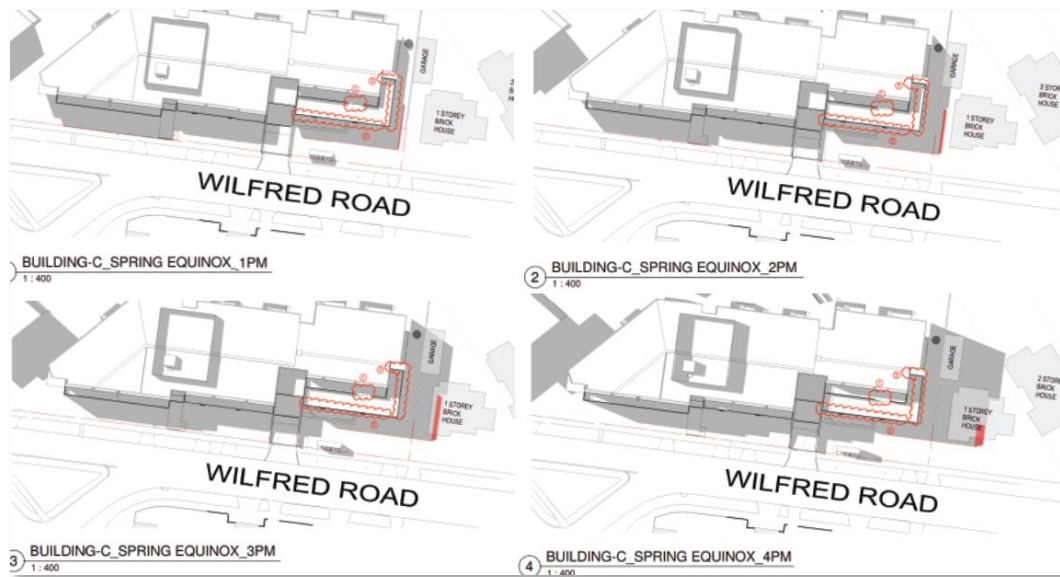 GARAGE
1 STOREY
BRICK
HOUSE
WILFRED ROAD
BUILDING-C_SPRING EQUINOX_1PM
1 : 400
GARAGE
1 STOREY
BRICK
HOUSE
2 STOREY
BRICK
HOUSE
WILFRED ROAD
2 BUILDING-C_SPRING EQUINOX_2PM
1 : 400
GARAGE
1 STOREY
BRICK
HOUSE
WILFRED ROAD
3 BUILDING-C_SPRING EQUINOX_3PM
1 : 400
GARAGE
1 STOREY
BRICK
HOUSE
2 STOREY
BRICK
HOUSE
WILFRED ROAD
4 BUILDING-C_SPRING EQUINOX_4PM
1 : 400